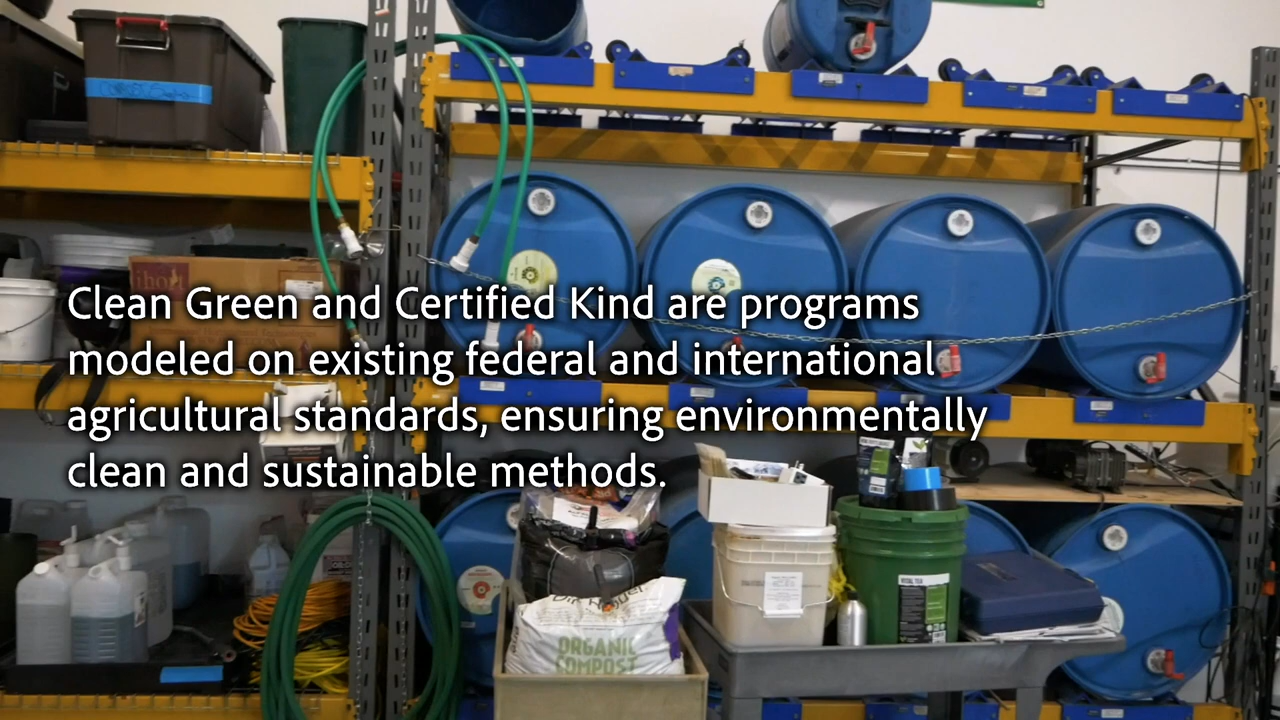 Clean Green and Certified Kind are programs
modeled on existing federal and international
agricultural standards, ensuring environmentally
clean and sustainable methods.
ORGANIC
COMPOST